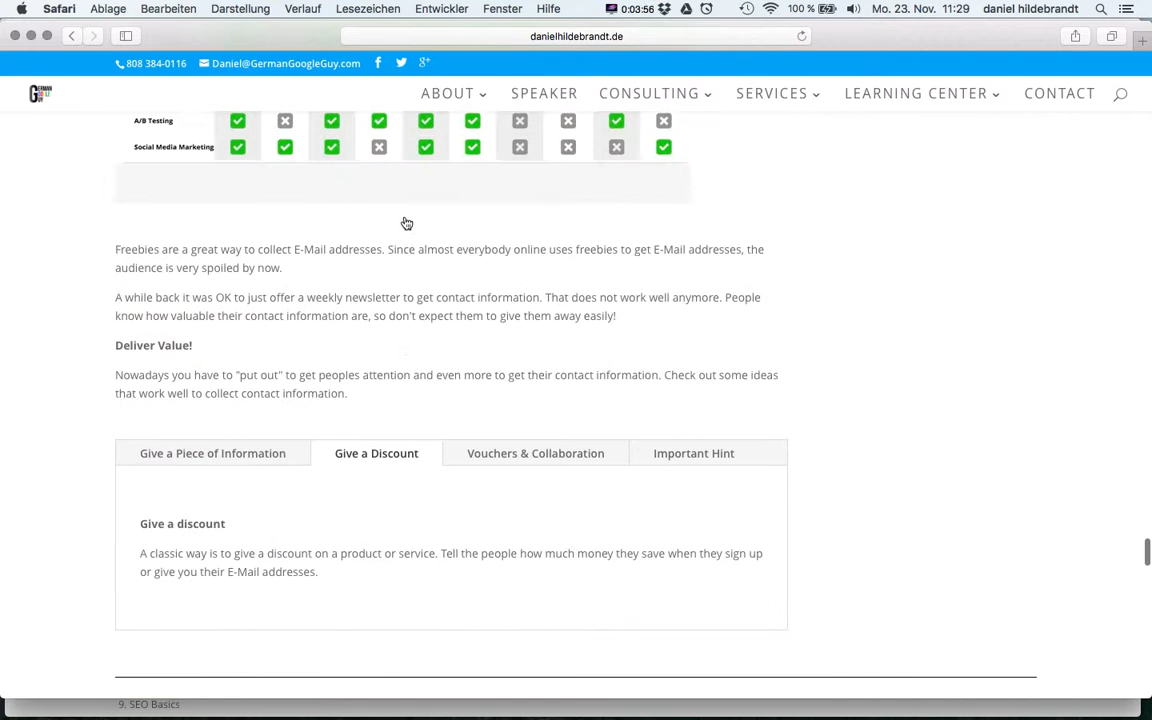 Safari Ablage Bearbeiten Darstellung Verlauf Lesezeichen Entwickler Fenster Hilfe 0:03:56 100 % Mo. 23. Nov. 11:29 daniel hildebrandt
danielhildebrandt.de
808 384-0116 Daniel@GermanGoogleGuy.com
ABOUT SPEAKER CONSULTING SERVICES LEARNING CENTER CONTACT
A/B Testing
Social Media Marketing
Freebies are a great way to collect E-Mail addresses. Since almost everybody online uses freebies to get E-Mail addresses, the
audience is very spoiled by now.
A while back it was OK to just offer a weekly newsletter to get contact information. That does not work well anymore. People
know how valuable their contact information are, so don't expect them to give them away easily!
Deliver Value!
Nowadays you have to "put out" to get peoples attention and even more to get their contact information. Check out some ideas
that work well to collect contact information.
Give a Piece of Information Give a Discount Vouchers & Collaboration Important Hint
Give a discount
A classic way is to give a discount on a product or service. Tell the people how much money they save when they sign up
or give you their E-Mail addresses.
9. SEO Basics